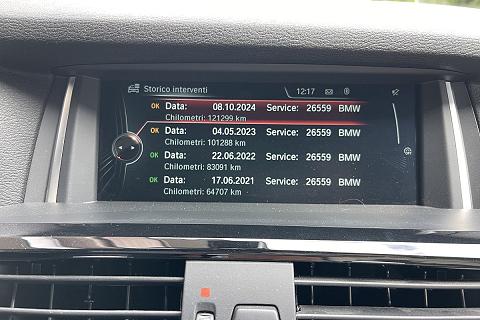 Storico interventi 12:17
OK Data: 08.10.2024 Service: 26559 BMW
Chilometri: 121299 km
OK Data: 04.05.2023 Service: 26559 BMW
Chilometri: 101288 km
OK Data: 22.06.2022 Service: 26559 BMW
Chilometri: 83091 km
OK Data: 17.06.2021 Service: 26559 BMW
Chilometri: 64707 km